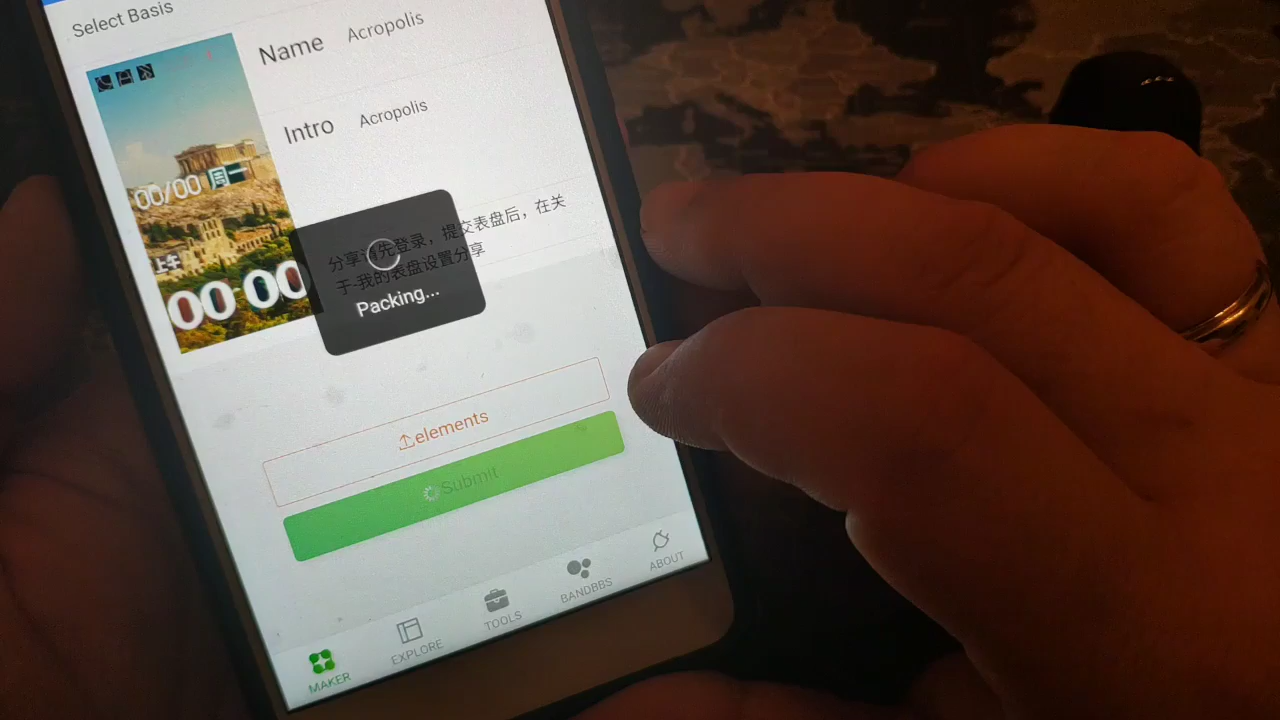 Select Basis
Name Acropolis
Intro Acropolis
00/00 周一
上午
00 00
分享请先登录，提交表盘后，在关
于-我的表盘设置分享
Packing...
elements
Submit
MAKER
EXPLORE
TOOLS
BANDBBS
ABOUT